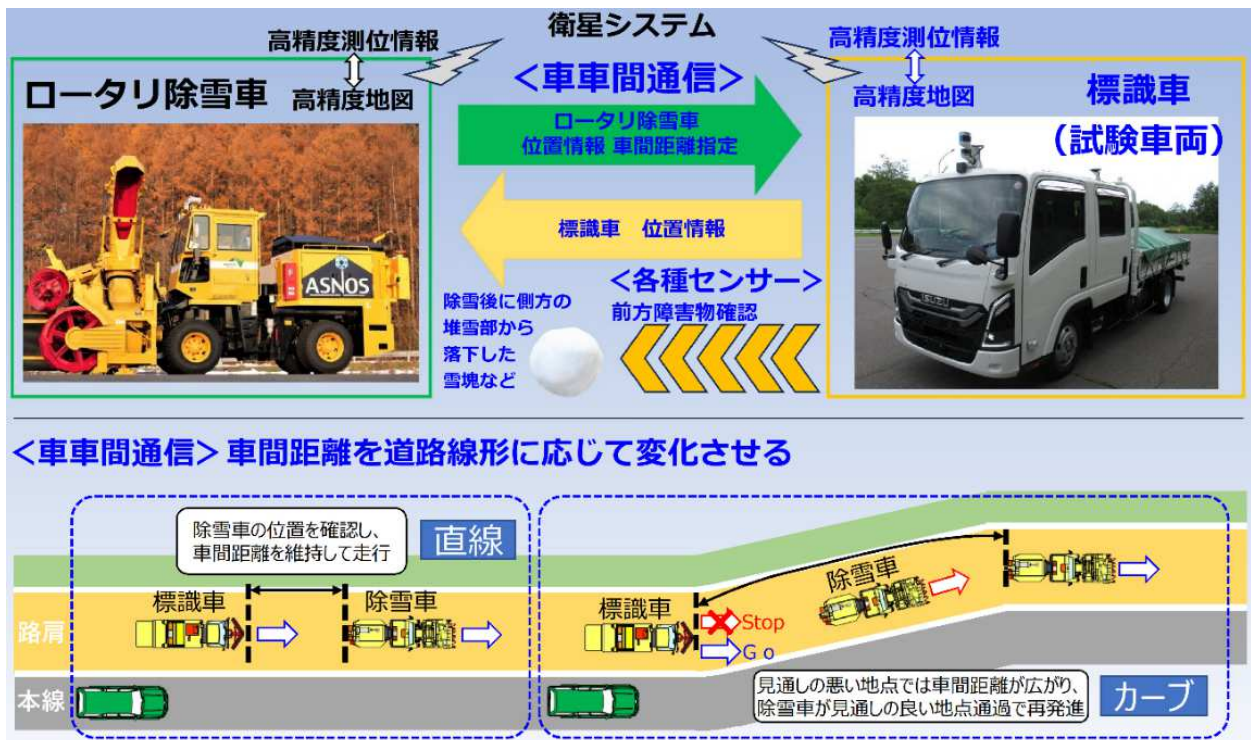 衛星システム
高精度測位情報
高精度地図
ロータリ除雪車
ASNOS
＜車車間通信＞
ロータリ除雪車
位置情報 車間距離指定
標識車 位置情報
高精度測位情報
高精度地図
標識車
（試験車両）
ISUZU
＜各種センサー＞
前方障害物確認
除雪後に側方の
堆雪部から
落下した
雪塊など
＜車車間通信＞車間距離を道路線形に応じて変化させる
除雪車の位置を確認し、
車間距離を維持して走行
直線
標識車
除雪車
標識車
Stop
Go
除雪車
路肩
本線
見通しの悪い地点では車間距離が広がり、
除雪車が見通しの良い地点通過で再発進
カーブ